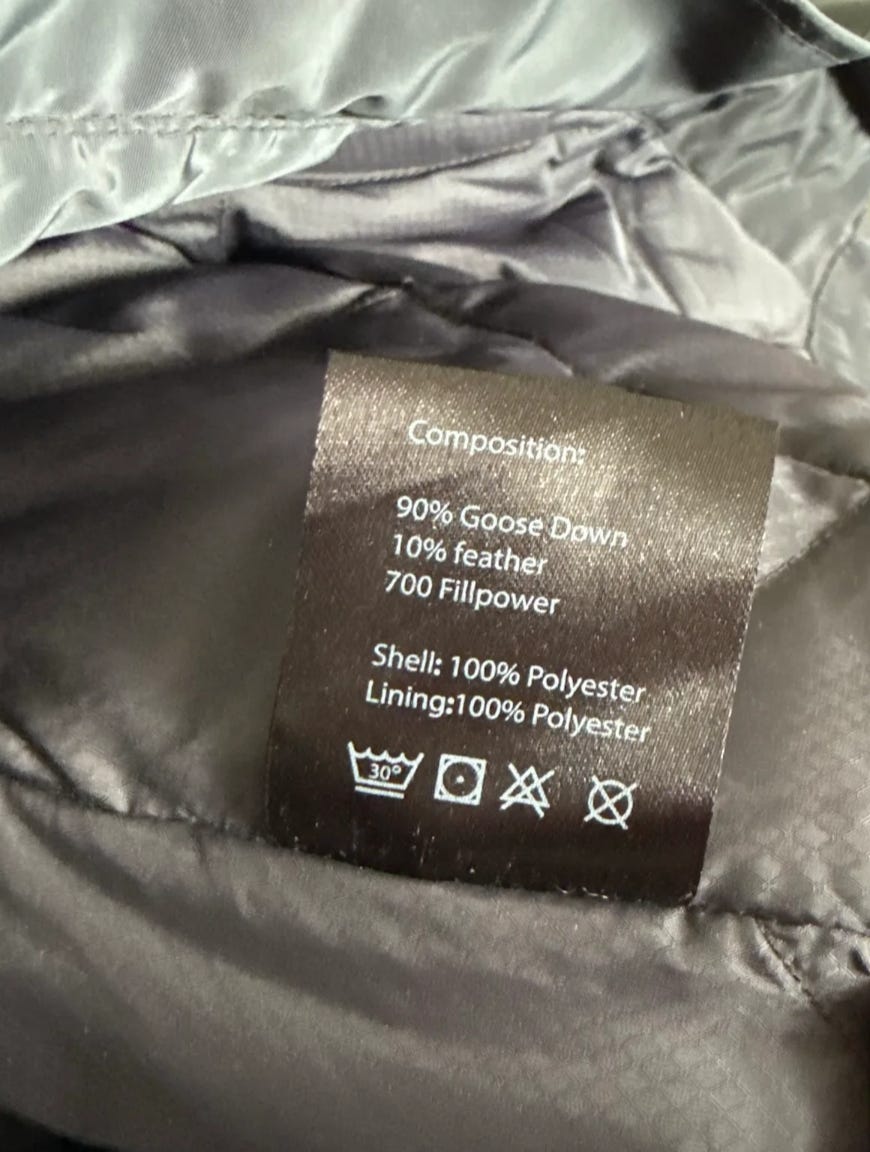 Composition:
90% Goose Down
10% feather
700 Fillpower
Shell: 100% Polyester
Lining:100% Polyester
30°